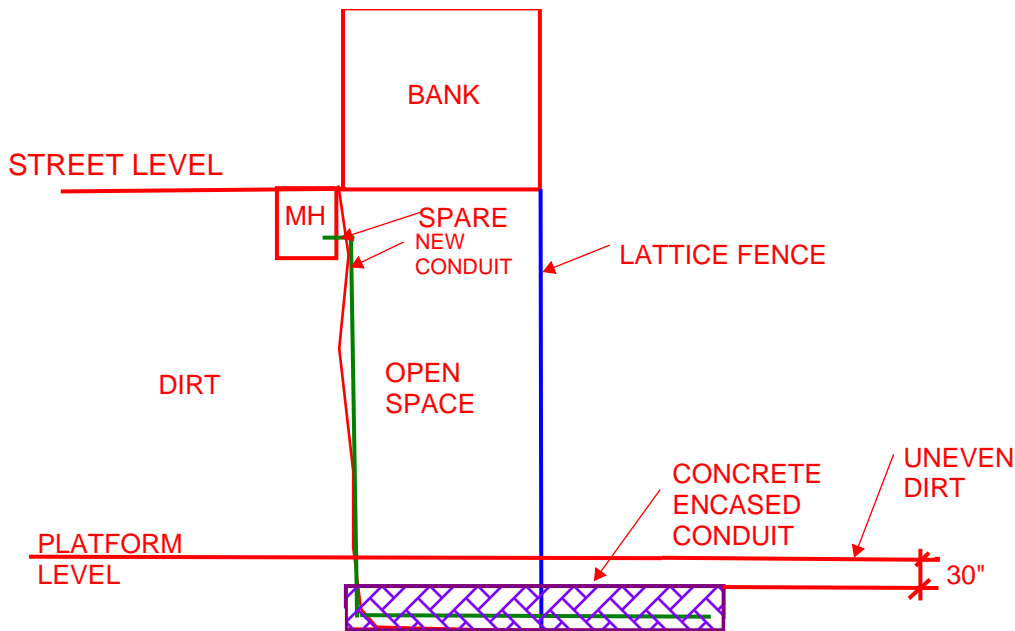 BANK
STREET LEVEL
MH
SPARE
NEW
CONDUIT
LATTICE FENCE
DIRT
OPEN
SPACE
UNEVEN
DIRT
CONCRETE
ENCASED
CONDUIT
PLATFORM
LEVEL
30"